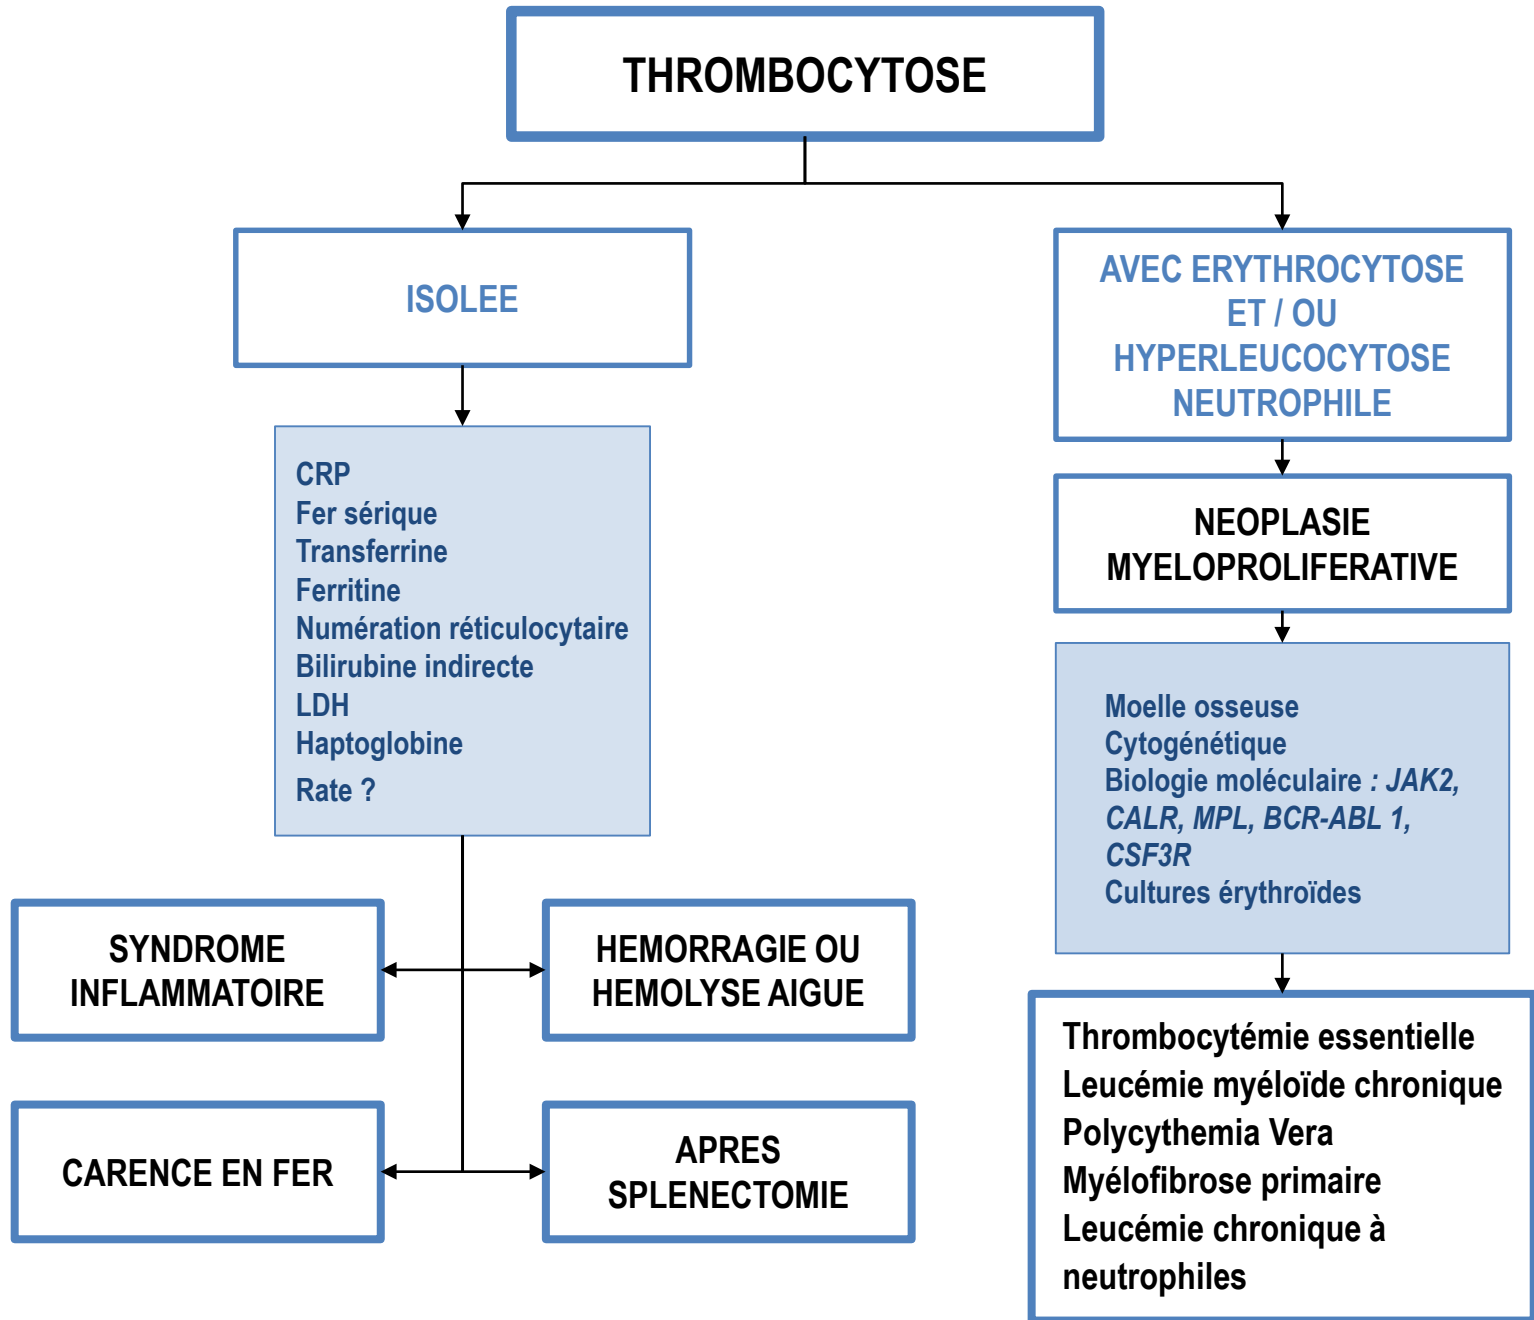 THROMBOCYTOSE
ISOLEE
CRP
Fer sérique
Transferrine
Ferritine
Numération réticulocytaire
Bilirubine indirecte
LDH
Haptoglobine
Rate ?
SYNDROME
INFLAMMATOIRE
HEMORRAGIE OU
HEMOLYSE AIGUE
CARENCE EN FER
APRES
SPLENECTOMIE
AVEC ERYTHROCYTOSE
ET / OU
HYPERLEUCOCYTOSE
NEUTROPHILE
NEOPLASIE
MYELOPROLIFERATIVE
Moelle osseuse
Cytogénétique
Biologie moléculaire : JAK2,
CALR, MPL, BCR-ABL 1,
CSF3R
Cultures érythroïdes
Thrombocytémie essentielle
Leucémie myéloïde chronique
Polycythemia Vera
Myélofibrose primaire
Leucémie chronique à
neutrophiles